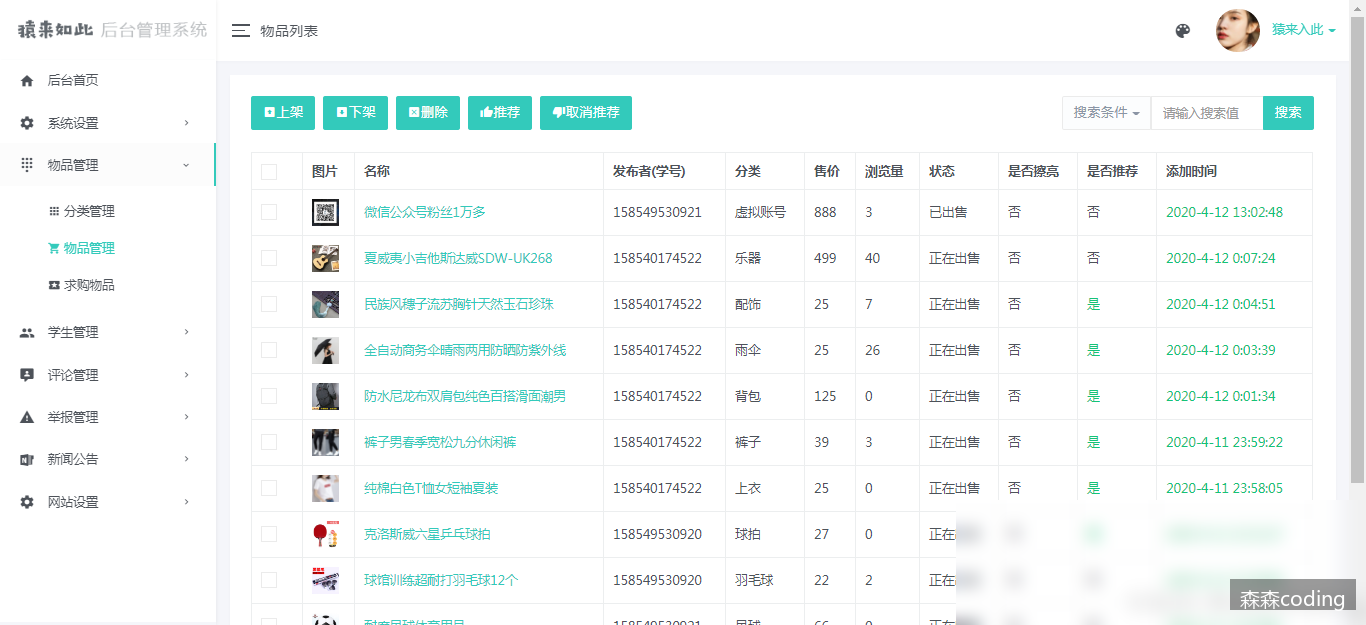 猿来如此 后台管理系统
物品列表
猿来入此
后台首页
系统设置
物品管理
分类管理
物品管理
求购物品
学生管理
评论管理
举报管理
新闻公告
网站设置
上架 下架 删除 推荐 取消推荐
搜索条件 请输入搜索值 搜索
图片 名称 发布者(学号) 分类 售价 浏览量 状态 是否擦亮 是否推荐 添加时间
微信公众号粉丝1万多 158549530921 虚拟账号 888 3 已出售 否 否 2020-4-12 13:02:48
夏威夷小吉他斯达威SDW-UK268 158540174522 乐器 499 40 正在出售 否 否 2020-4-12 0:07:24
民族风穗子流苏胸针天然玉石珍珠 158540174522 配饰 25 7 正在出售 否 是 2020-4-12 0:04:51
全自动商务伞晴雨两用防晒防紫外线 158540174522 雨伞 25 26 正在出售 否 是 2020-4-12 0:03:39
防水尼龙布双肩包纯色百搭滑面潮男 158540174522 背包 125 0 正在出售 否 是 2020-4-12 0:01:34
裤子男春季宽松九分休闲裤 158540174522 裤子 39 3 正在出售 否 是 2020-4-11 23:59:22
纯棉白色T恤女短袖夏装 158540174522 上衣 25 0 正在出售 否 是 2020-4-11 23:58:05
克洛斯威六星乒乓球拍 158549530920 球拍 27 0 正在
球馆训练超耐打羽毛球12个 158549530920 羽毛球 22 2 正在
森森coding